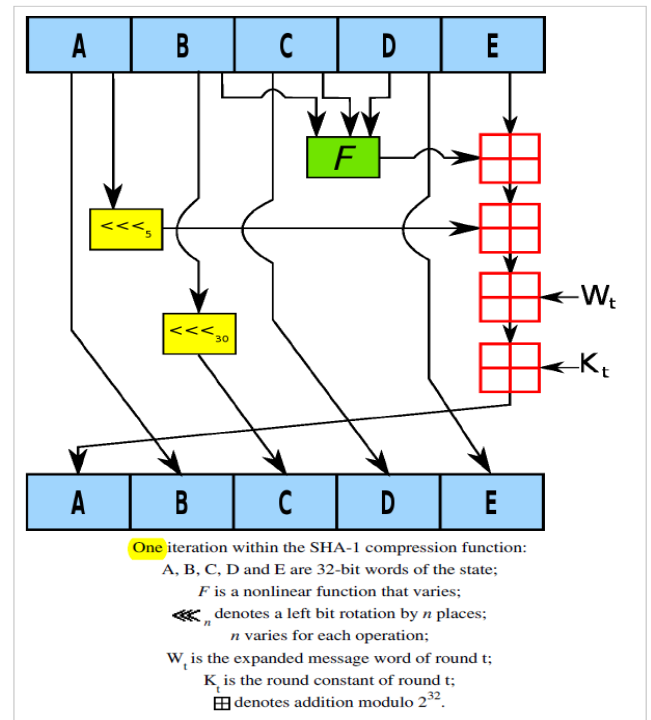 A B C D E
F
<<<5
Wt
<<<30
Kt
A B C D E
One iteration within the SHA-1 compression function:
A, B, C, D and E are 32-bit words of the state;
F is a nonlinear function that varies;
⋘n denotes a left bit rotation by n places;
n varies for each operation;
Wt is the expanded message word of round t;
Kt is the round constant of round t;
⊞ denotes addition modulo 2^32.